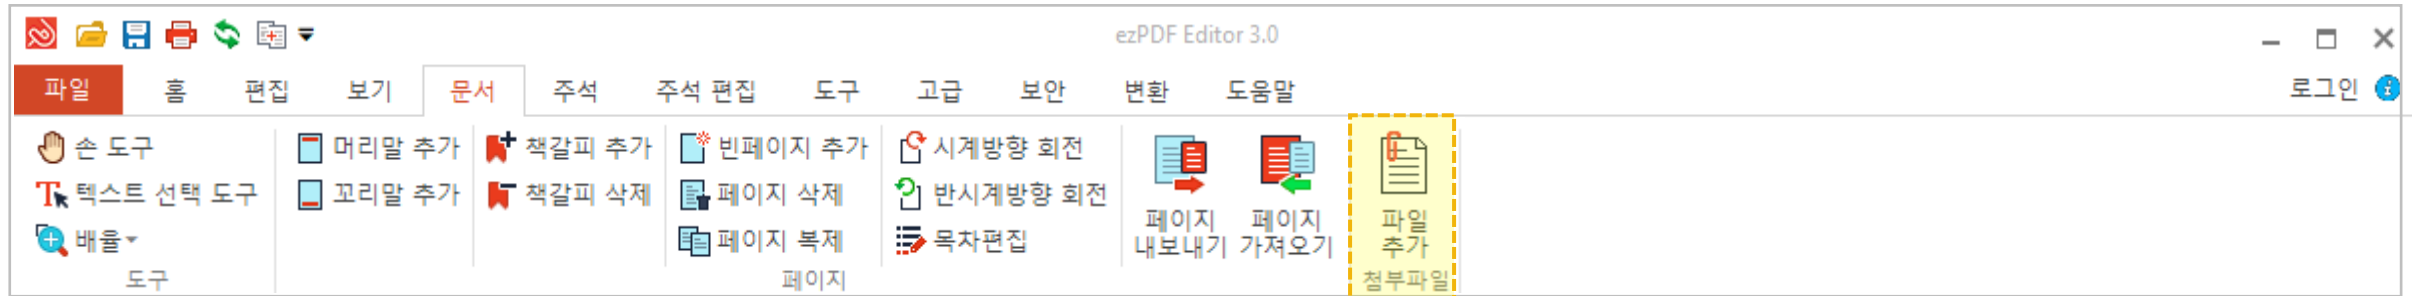 ezPDF Editor 3.0
파일 홈 편집 보기 문서 주석 주석 편집 도구 고급 보안 변환 도움말 로그인
손 도구 머리말 추가 책갈피 추가 빈페이지 추가 시계방향 회전
텍스트 선택 도구 꼬리말 추가 책갈피 삭제 페이지 삭제 반시계방향 회전
배율 페이지 복제 목차편집
페이지 페이지 파일
내보내기 가져오기 추가
도구 페이지 첨부파일